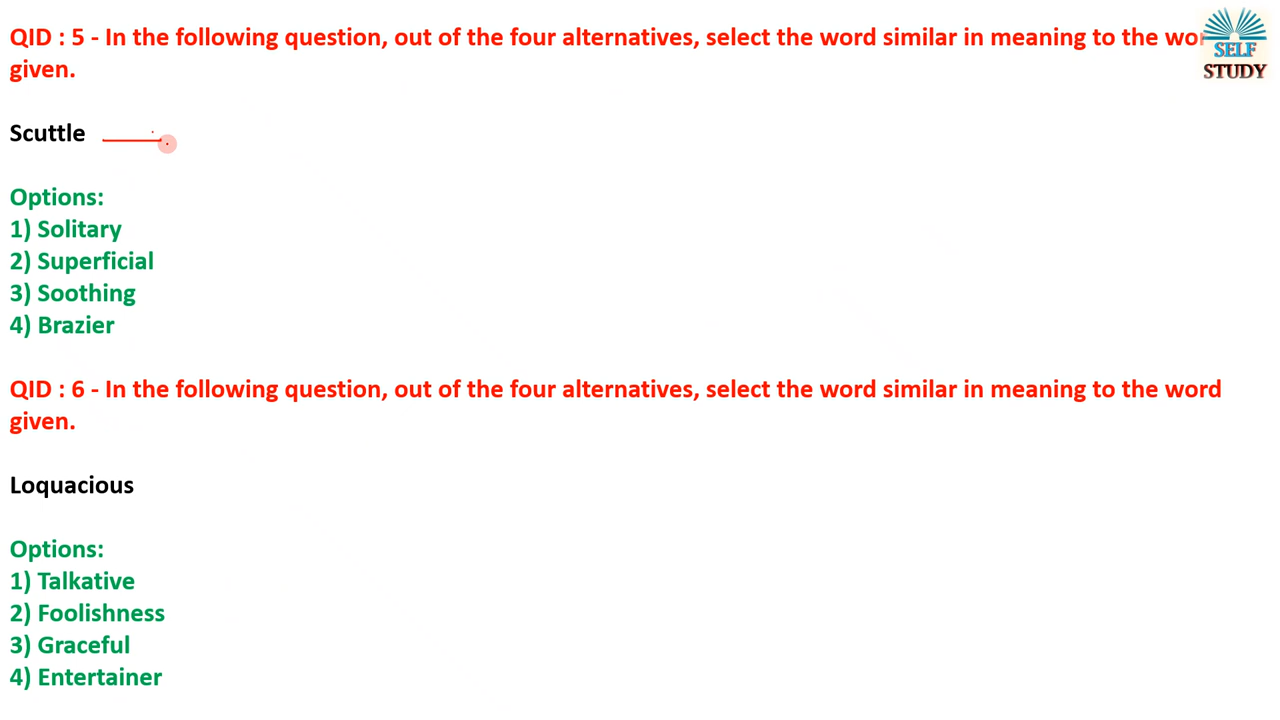 QID : 5 - In the following question, out of the four alternatives, select the word similar in meaning to the
given.
SELF
STUDY
Scuttle
Options:
1) Solitary
2) Superficial
3) Soothing
4) Brazier
QID : 6 - In the following question, out of the four alternatives, select the word similar in meaning to the word
given.
Loquacious
Options:
1) Talkative
2) Foolishness
3) Graceful
4) Entertainer